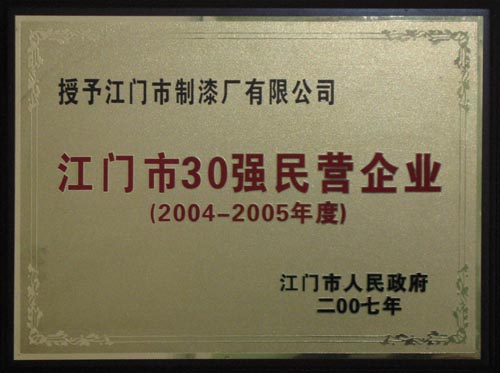 授予江门市制漆厂有限公司
江门市30强民营企业
(2004-2005年度)
江门市人民政府
二00七年